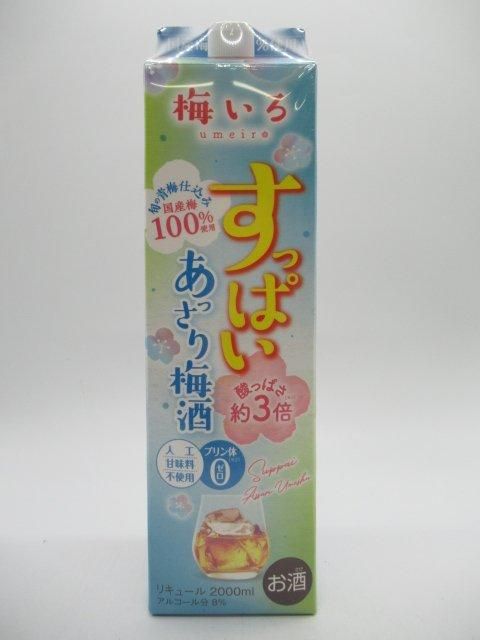 梅いろ
umeiro
旬の青梅仕込み
国産梅
100%
使用
すっぱい
あっさり梅酒
酸っぱさ
約3倍
人工
甘味料
不使用
プリン体
0
ゼロ
Suppai
Assari Umeshu
リキュール 2000ml
アルコール分 8%
お酒